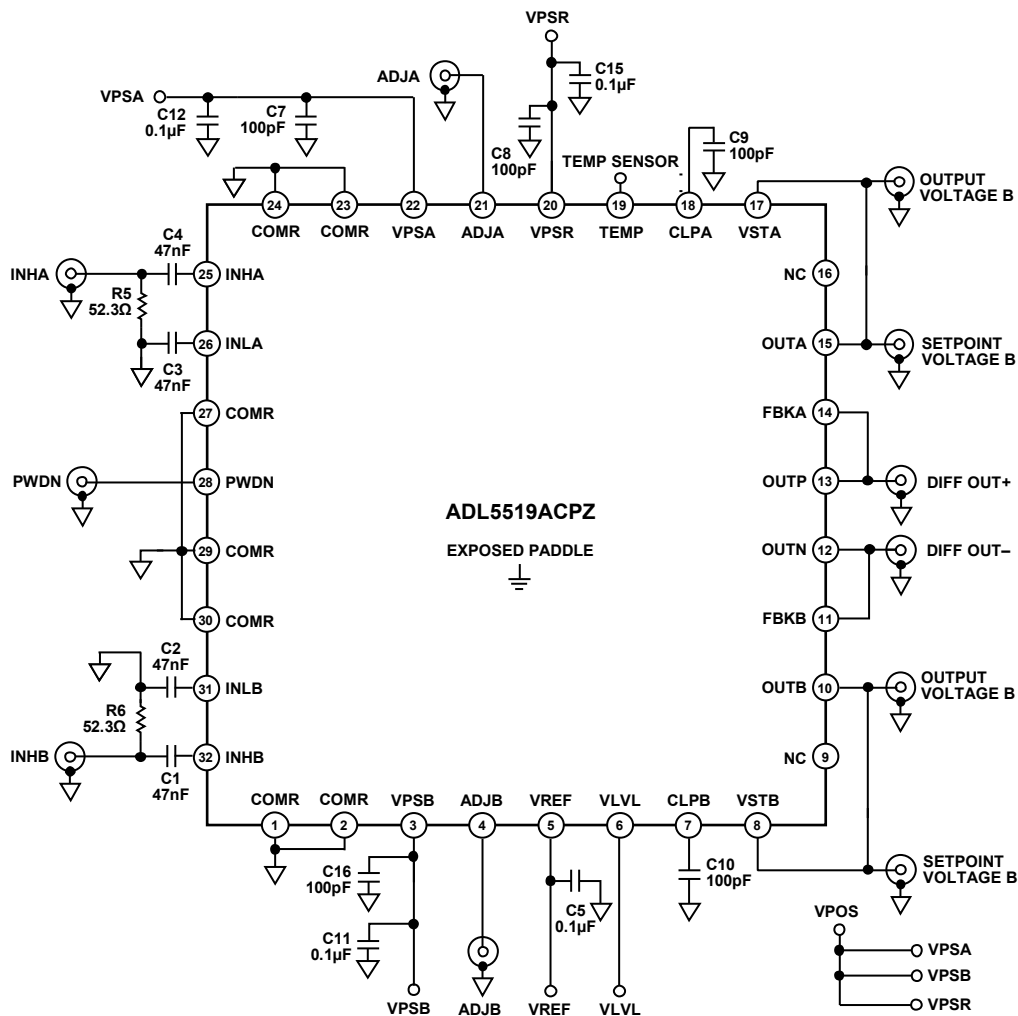 VPSR
ADJA
C15
0.1µF
VPSA
C12
0.1µF
C7
100pF
C8
100pF
TEMP SENSOR
C9
100pF
OUTPUT
VOLTAGE B
24
23
22
21
20
19
18
17
COMR
COMR
VPSA
ADJA
VPSR
TEMP
CLPA
VSTA
C4
47nF
INHA
25
INHA
NC
16
R5
52.3Ω
26
INLA
OUTA
15
SETPOINT
VOLTAGE B
C3
47nF
27
COMR
FBKA
14
PWDN
28
PWDN
OUTP
13
DIFF OUT+
ADL5519ACPZ
EXPOSED PADDLE
29
COMR
OUTN
12
DIFF OUT–
30
COMR
FBKB
11
C2
47nF
31
INLB
OUTB
10
OUTPUT
VOLTAGE B
R6
52.3Ω
INHB
32
INHB
NC
9
C1
47nF
COMR
COMR
VPSB
ADJB
VREF
VLVL
CLPB
VSTB
1
2
3
4
5
6
7
8
C16
100pF
C10
100pF
SETPOINT
VOLTAGE B
C5
0.1µF
C11
0.1µF
VPOS
VPSA
VPSB
VPSR
VPSB
ADJB
VREF
VLVL